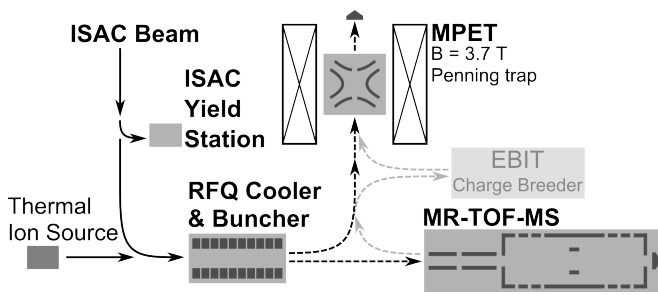 ISAC Beam
MPET
B = 3.7 T
Penning trap
ISAC
Yield
Station
EBIT
Charge Breeder
RFQ Cooler
& Buncher
Thermal
Ion Source
MR-TOF-MS